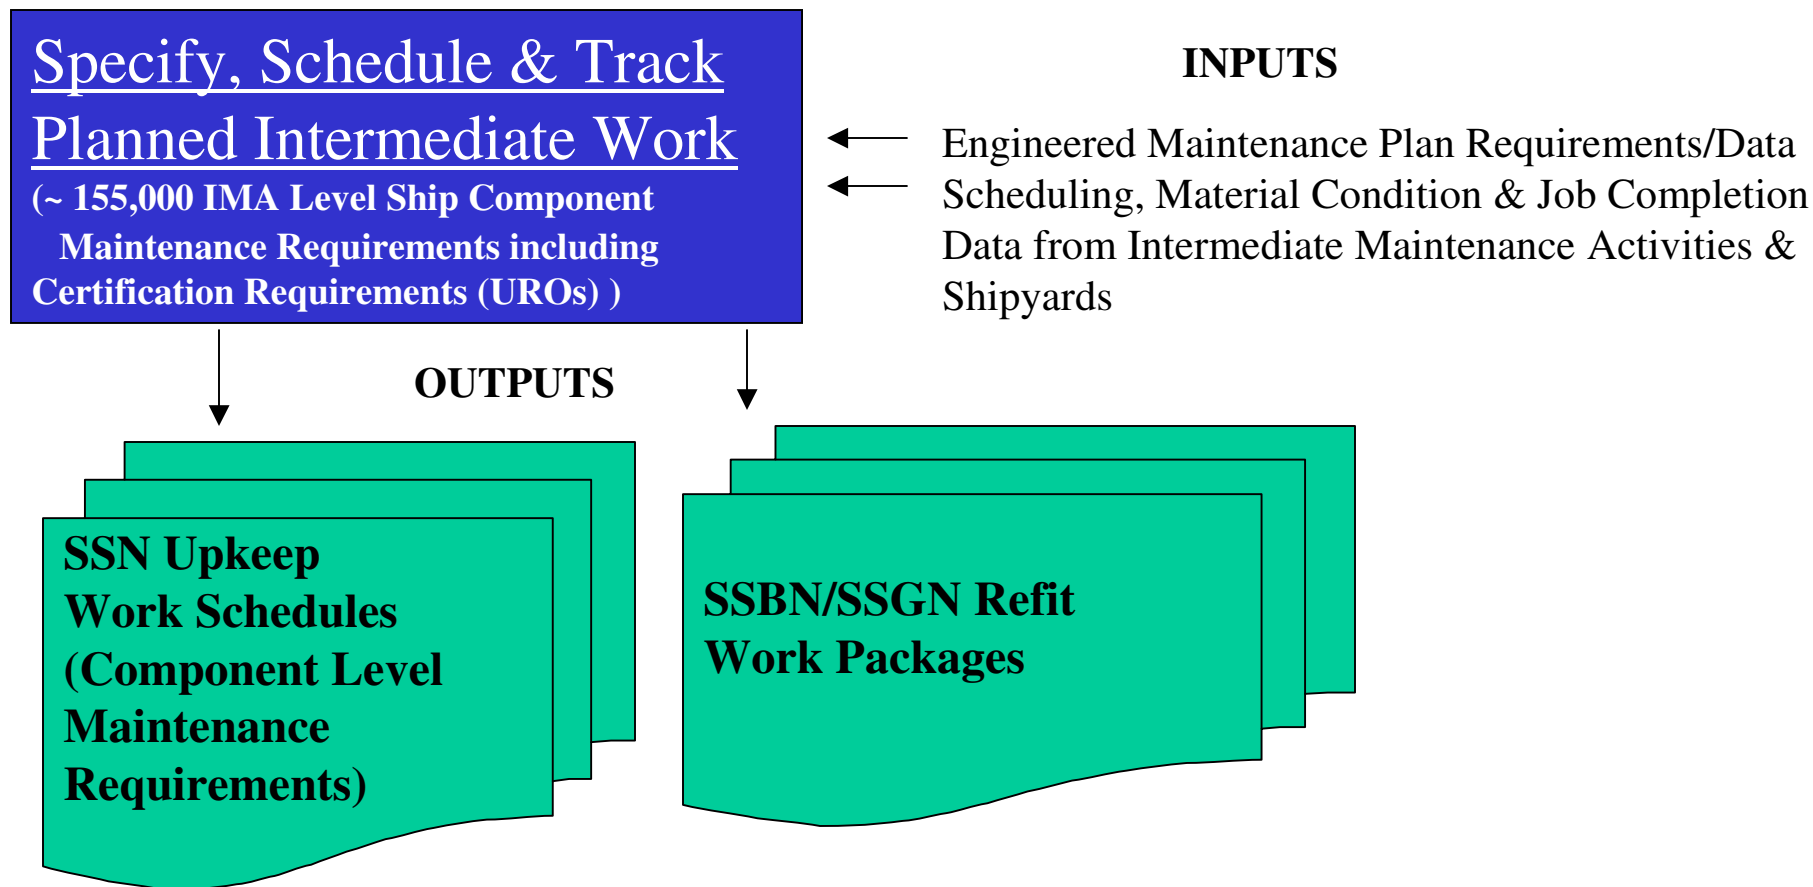 Specify, Schedule & Track
Planned Intermediate Work
(~ 155,000 IMA Level Ship Component
Maintenance Requirements including
Certification Requirements (UROs) )
INPUTS
Engineered Maintenance Plan Requirements/Data
Scheduling, Material Condition & Job Completion
Data from Intermediate Maintenance Activities &
Shipyards
OUTPUTS
SSN Upkeep
Work Schedules
(Component Level
Maintenance
Requirements)
SSBN/SSGN Refit
Work Packages